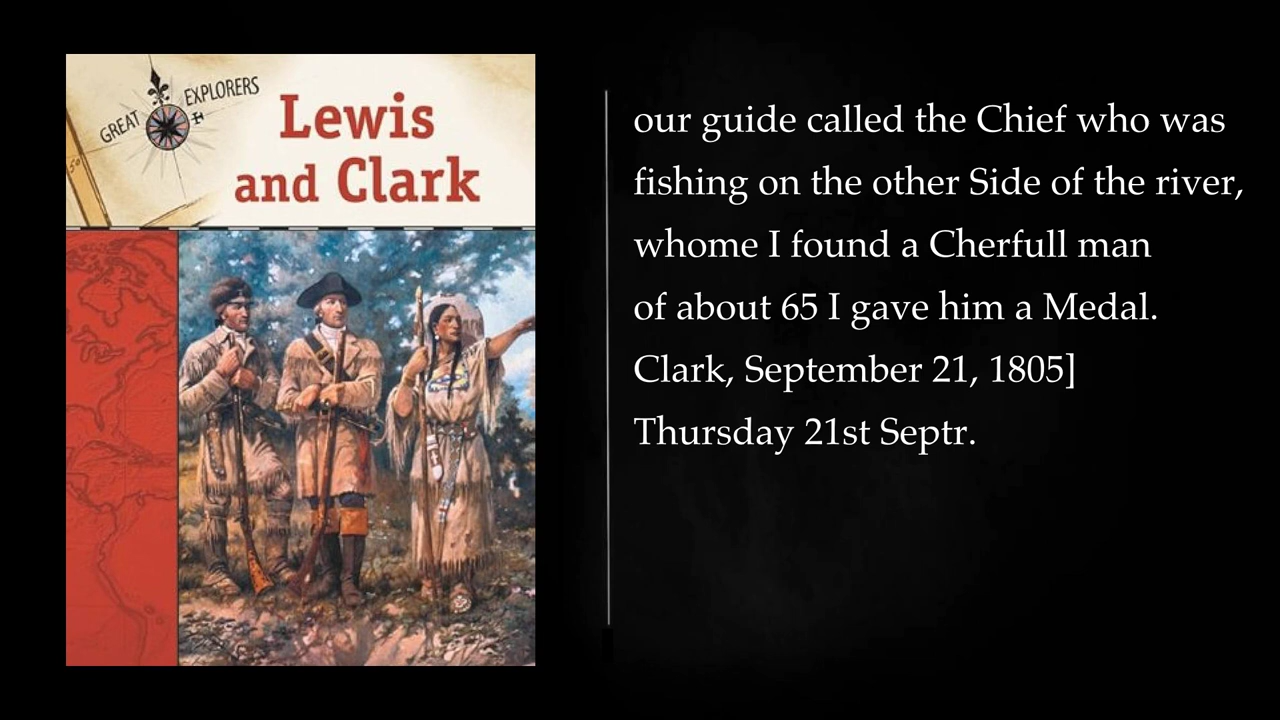 GREAT EXPLORERS
Lewis
and Clark
50
our guide called the Chief who was
fishing on the other Side of the river,
whome I found a Cherfull man
of about 65 I gave him a Medal.
Clark, September 21, 1805]
Thursday 21st Septr.